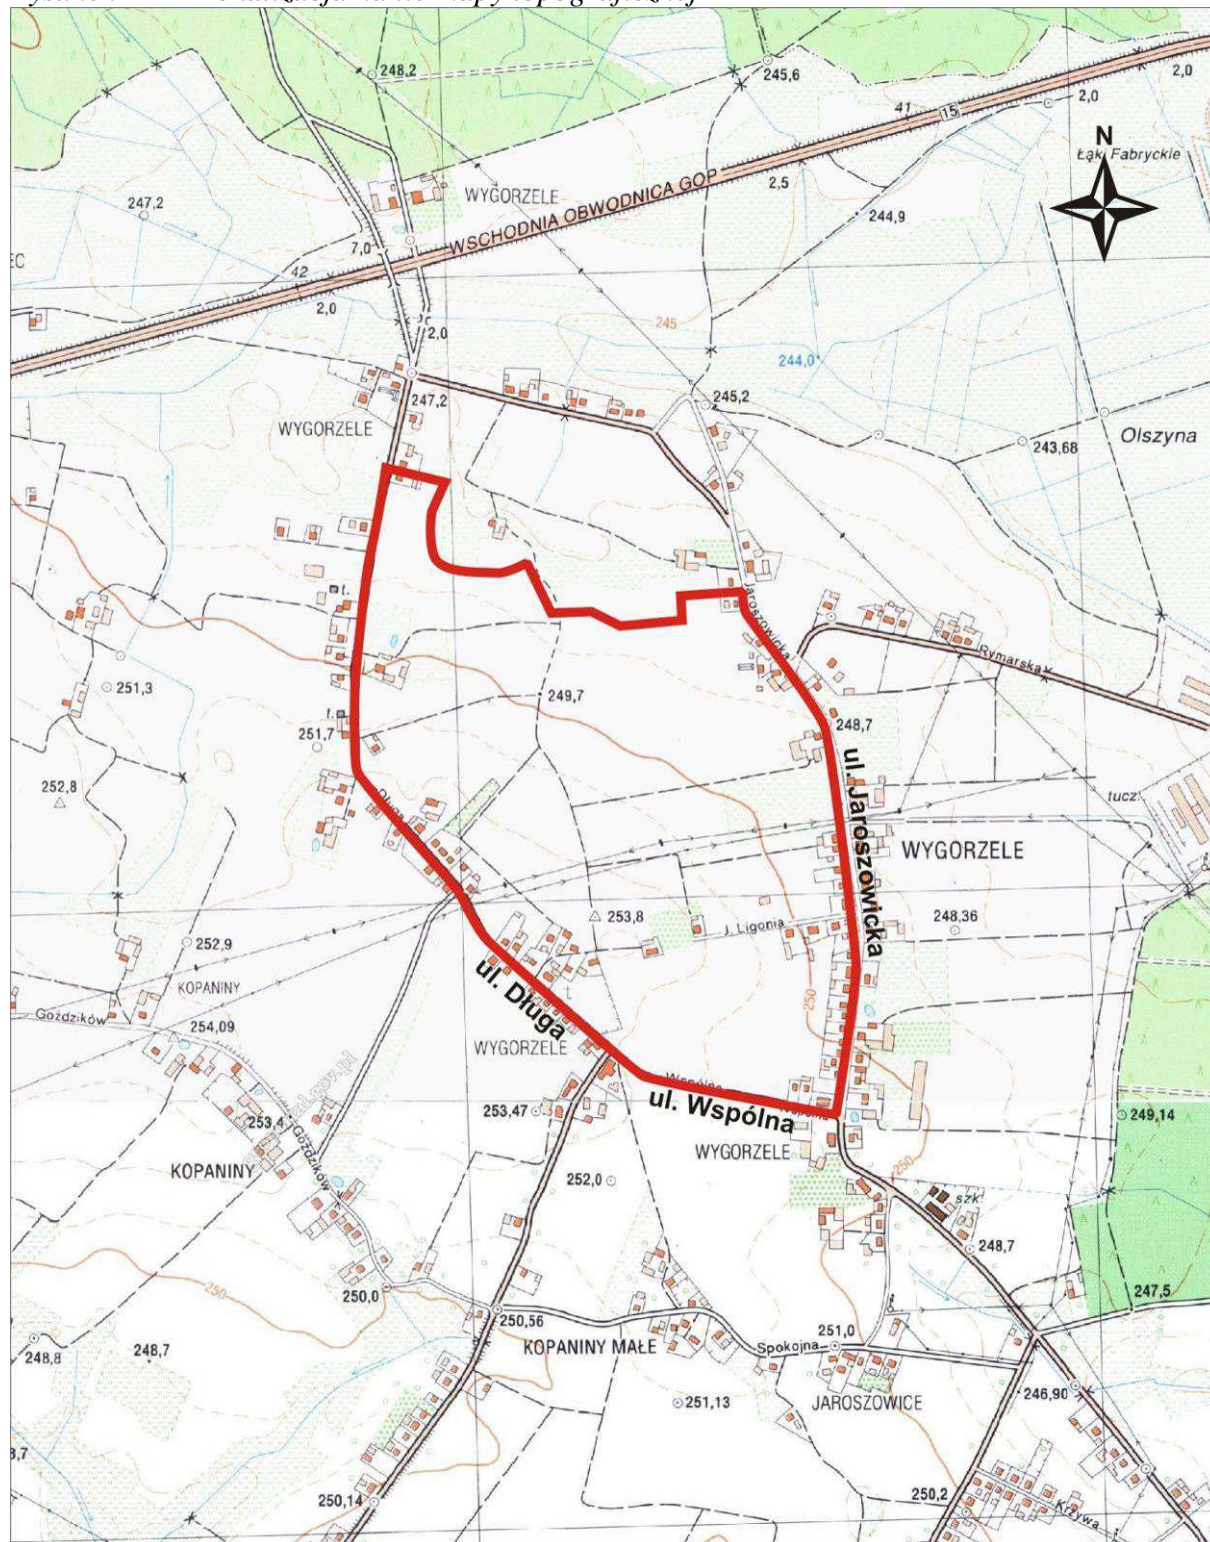 248,2
245,6
2,0
41
15
2,0
N
Łąki Fabryckie
WYGORZELE
2,5
247,2
WSCHODNIA OBWODNICA GOP
244,9
7,0
42
2,0
2,0
245
244,0
247,2
245,2
WYGORZELE
Olszyna
243,68
t.
Jaroszowicka
Rymarska
251,3
249,7
t.
251,7
248,7
252,8
Długa
ul. Jaroszowicka
tucz.
WYGORZELE
253,8
J. Ligonia
248,36
252,9
ul. Długa
KOPANINY
250
Goździków
254,09
WYGORZELE
Wspólna
ul. Wspólna
Wspólna
253,47
249,14
253,4
Goździków
WYGORZELE
KOPANINY
252,0
250
szk.
248,7
250
250,0
247,5
250,56
KOPANINY MAŁE
Spokojna
251,0
248,8
248,7
251,13
JAROSZOWICE
246,90
250,14
250,2
Krzywa